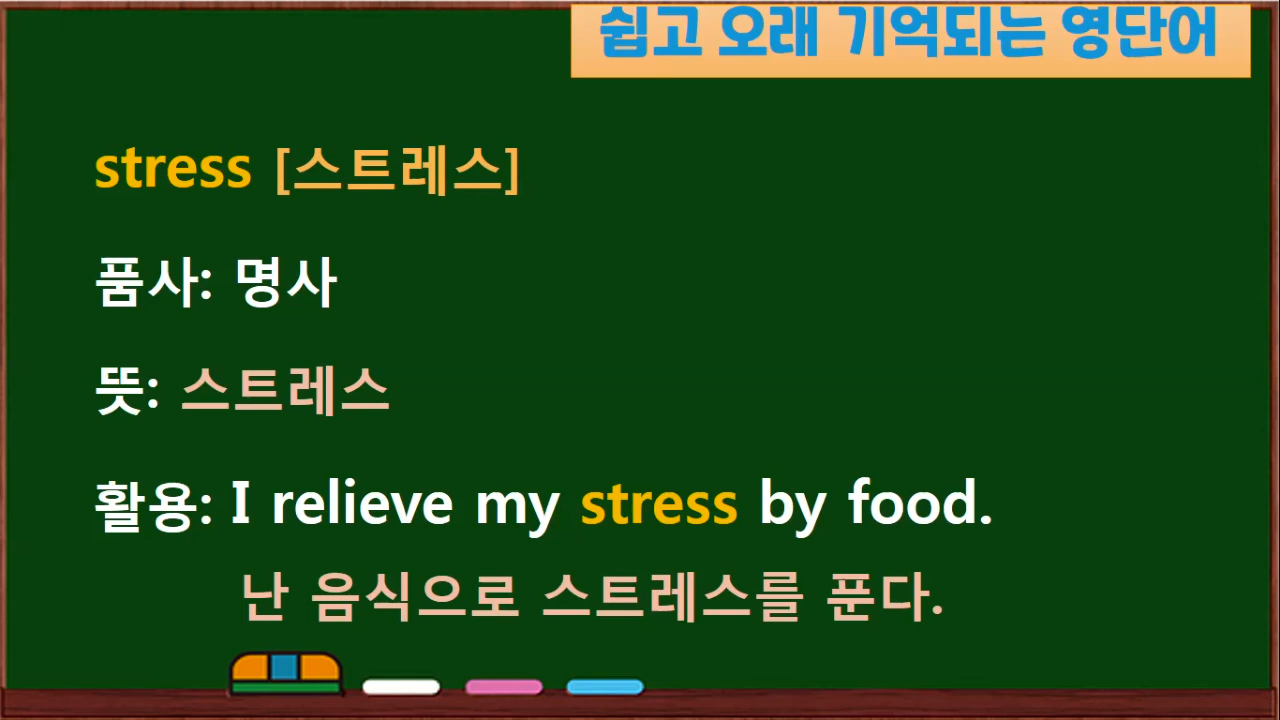 쉽고 오래 기억되는 영단어
stress [스트레스]
품사: 명사
뜻: 스트레스
활용: I relieve my stress by food.
난 음식으로 스트레스를 푼다.